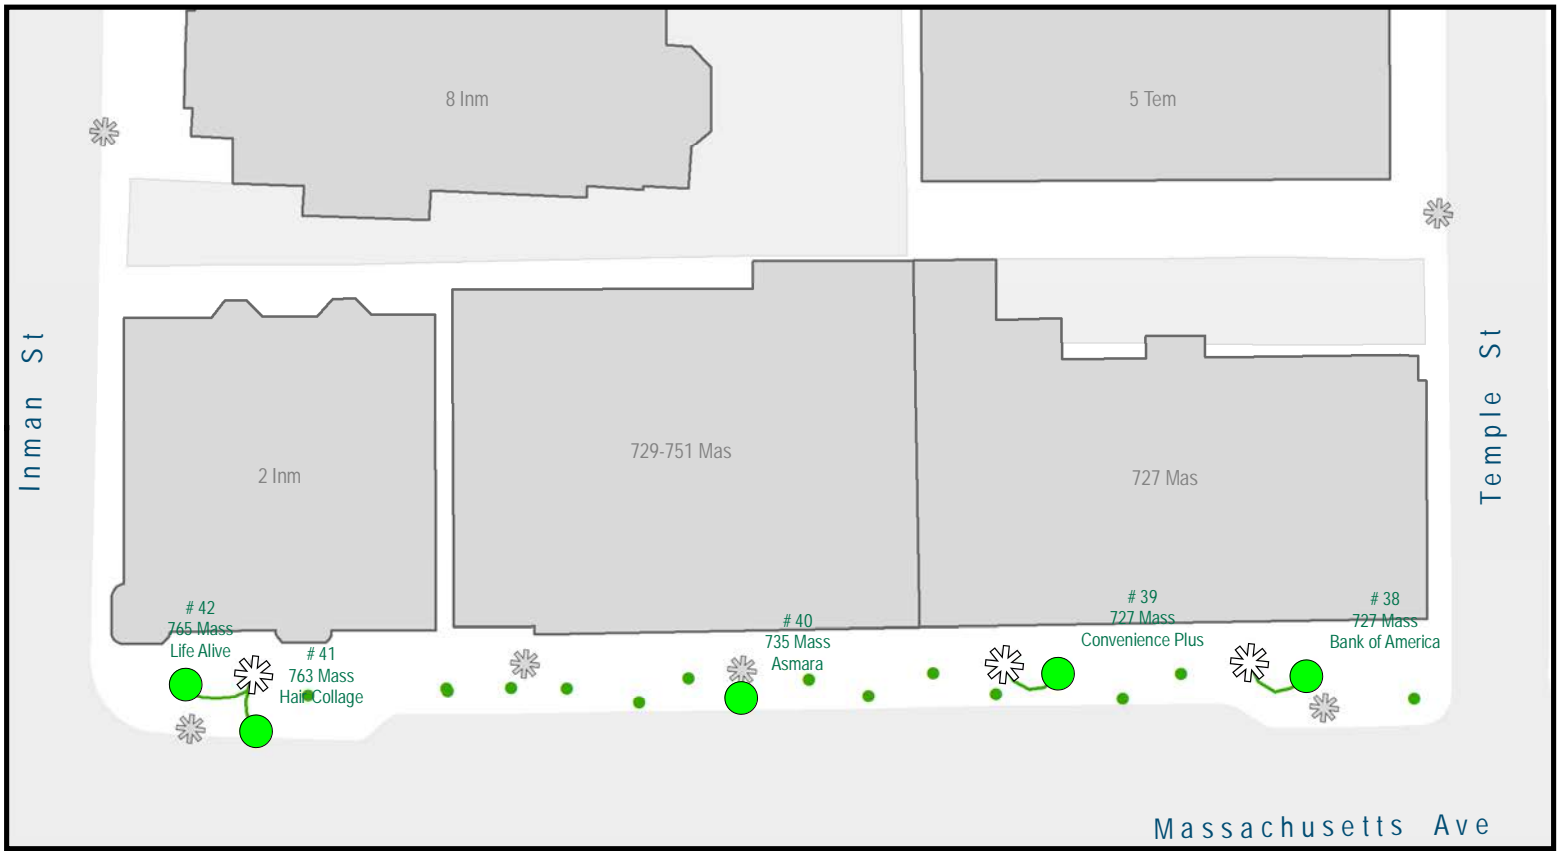 8 Inm
5 Tem
Inman St
Temple St
729-751 Mas
2 Inm
727 Mas
# 42
765 Mass
Life Alive
# 41
763 Mass
Hair Collage
# 40
735 Mass
Asmara
# 39
727 Mass
Convenience Plus
# 38
727 Mass
Bank of America
Massachusetts Ave